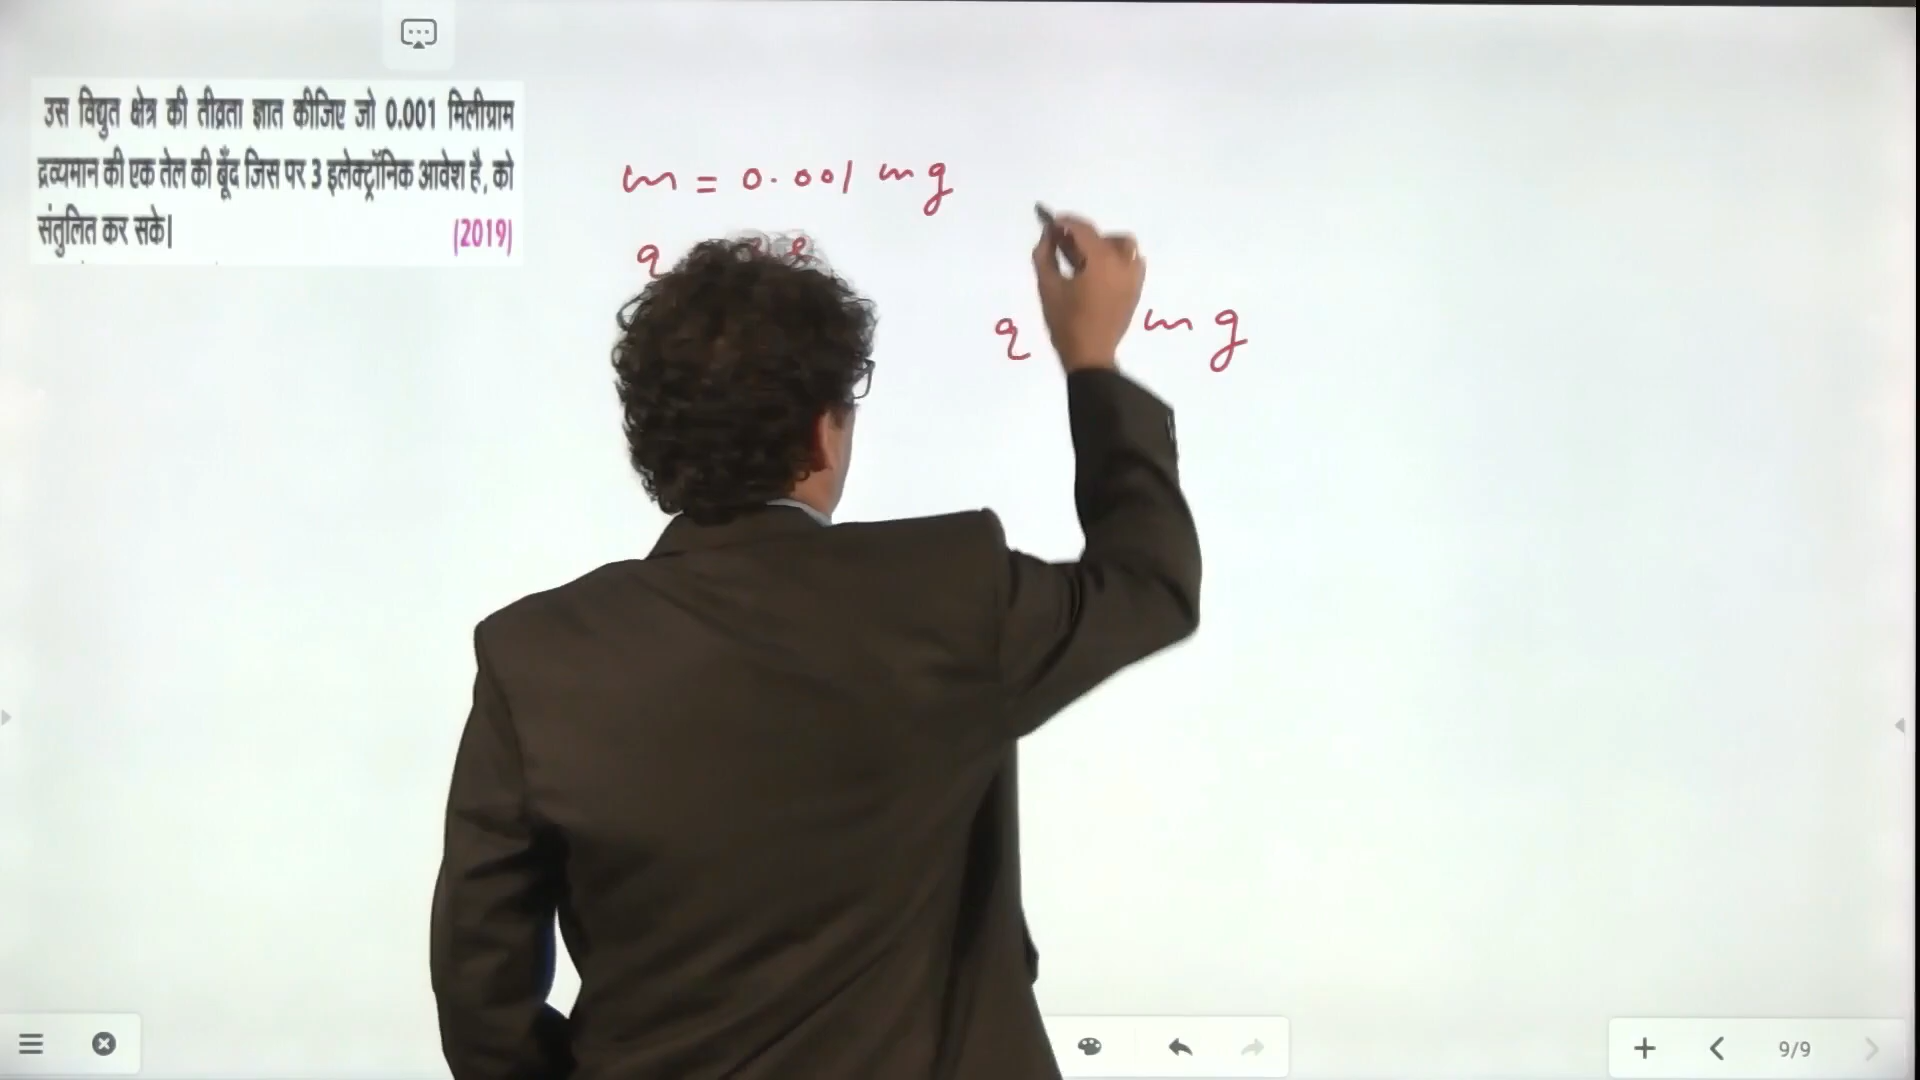 उस विद्युत क्षेत्र की तीव्रता ज्ञात कीजिए जो 0.001 मिलीग्राम
द्रव्यमान की एक तेल की बूँद जिस पर 3 इलेक्ट्रॉनिक आवेश है, को
संतुलित कर सके|
(2019)
m = 0.001 mg
q e
q mg
9/9